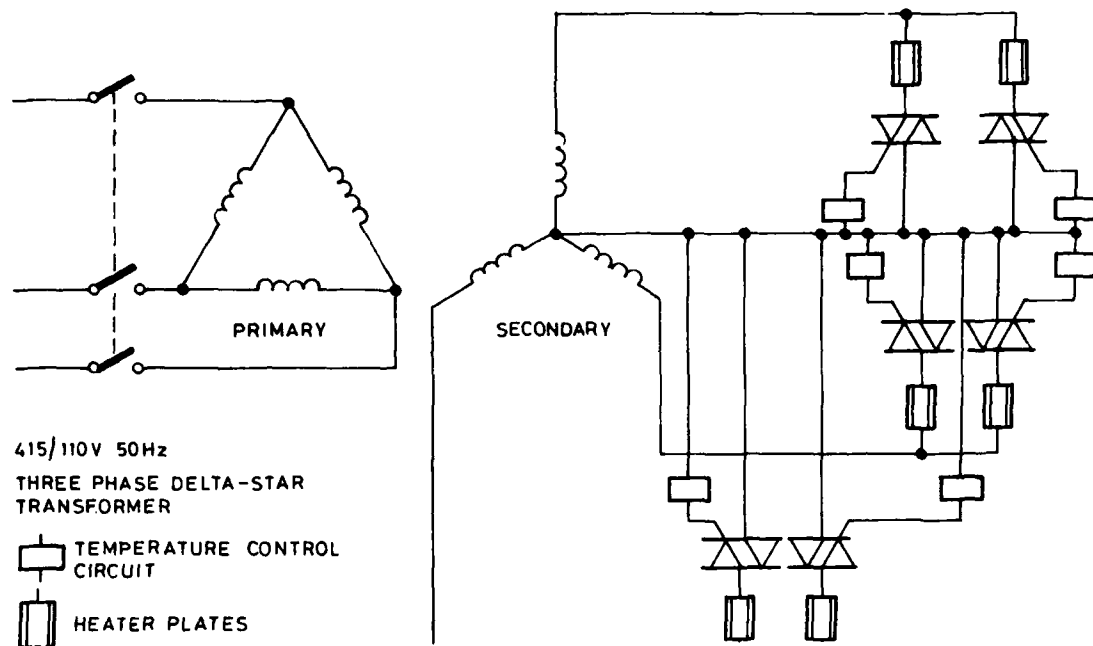 PRIMARY
SECONDARY
415/110V 50Hz
THREE PHASE DELTA-STAR
TRANSFORMER
TEMPERATURE CONTROL
CIRCUIT
HEATER PLATES